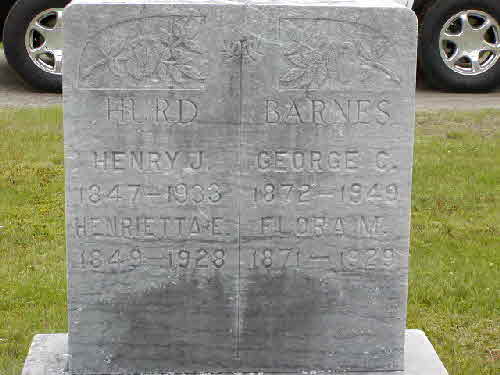 HURD
HENRY J.
1847-1933
HENRIETTA E.
1849-1928
BARNES
GEORGE C.
1872-1949
FLORA M.
1871-1929